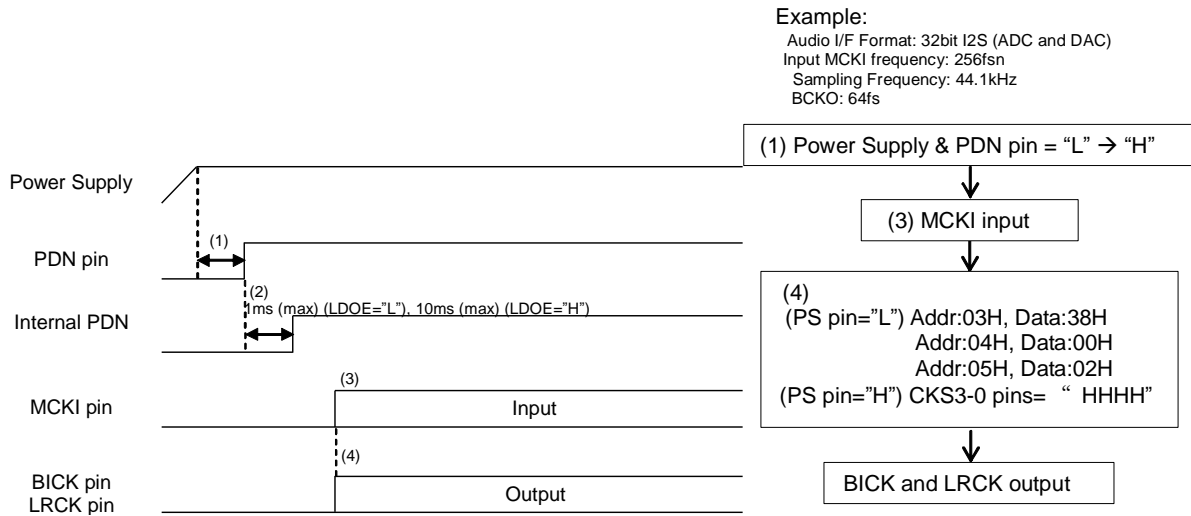 Example:
Audio I/F Format: 32bit I2S (ADC and DAC)
Input MCKI frequency: 256fsn
Sampling Frequency: 44.1kHz
BCKO: 64fs
(1) Power Supply & PDN pin = “L” → “H”
(3) MCKI input
(4)
(PS pin=”L”) Addr:03H, Data:38H
Addr:04H, Data:00H
Addr:05H, Data:02H
(PS pin=”H”) CKS3-0 pins= “ HHHH”
BICK and LRCK output
Power Supply
(1)
PDN pin
(2)
1ms (max) (LDOE=”L”), 10ms (max) (LDOE=”H”)
Internal PDN
(3)
MCKI pin
Input
(4)
BICK pin
LRCK pin
Output